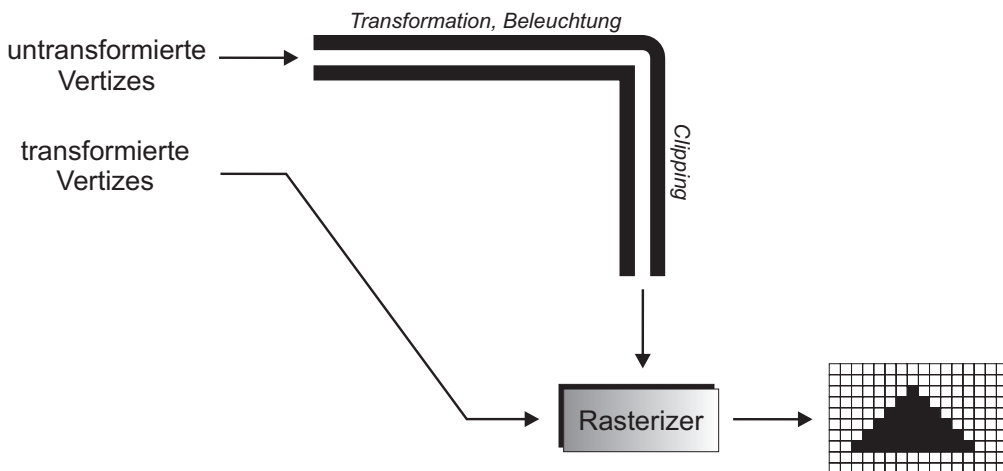 Transformation, Beleuchtung
untransformierte
Vertizes
Clipping
transformierte
Vertizes
Rasterizer